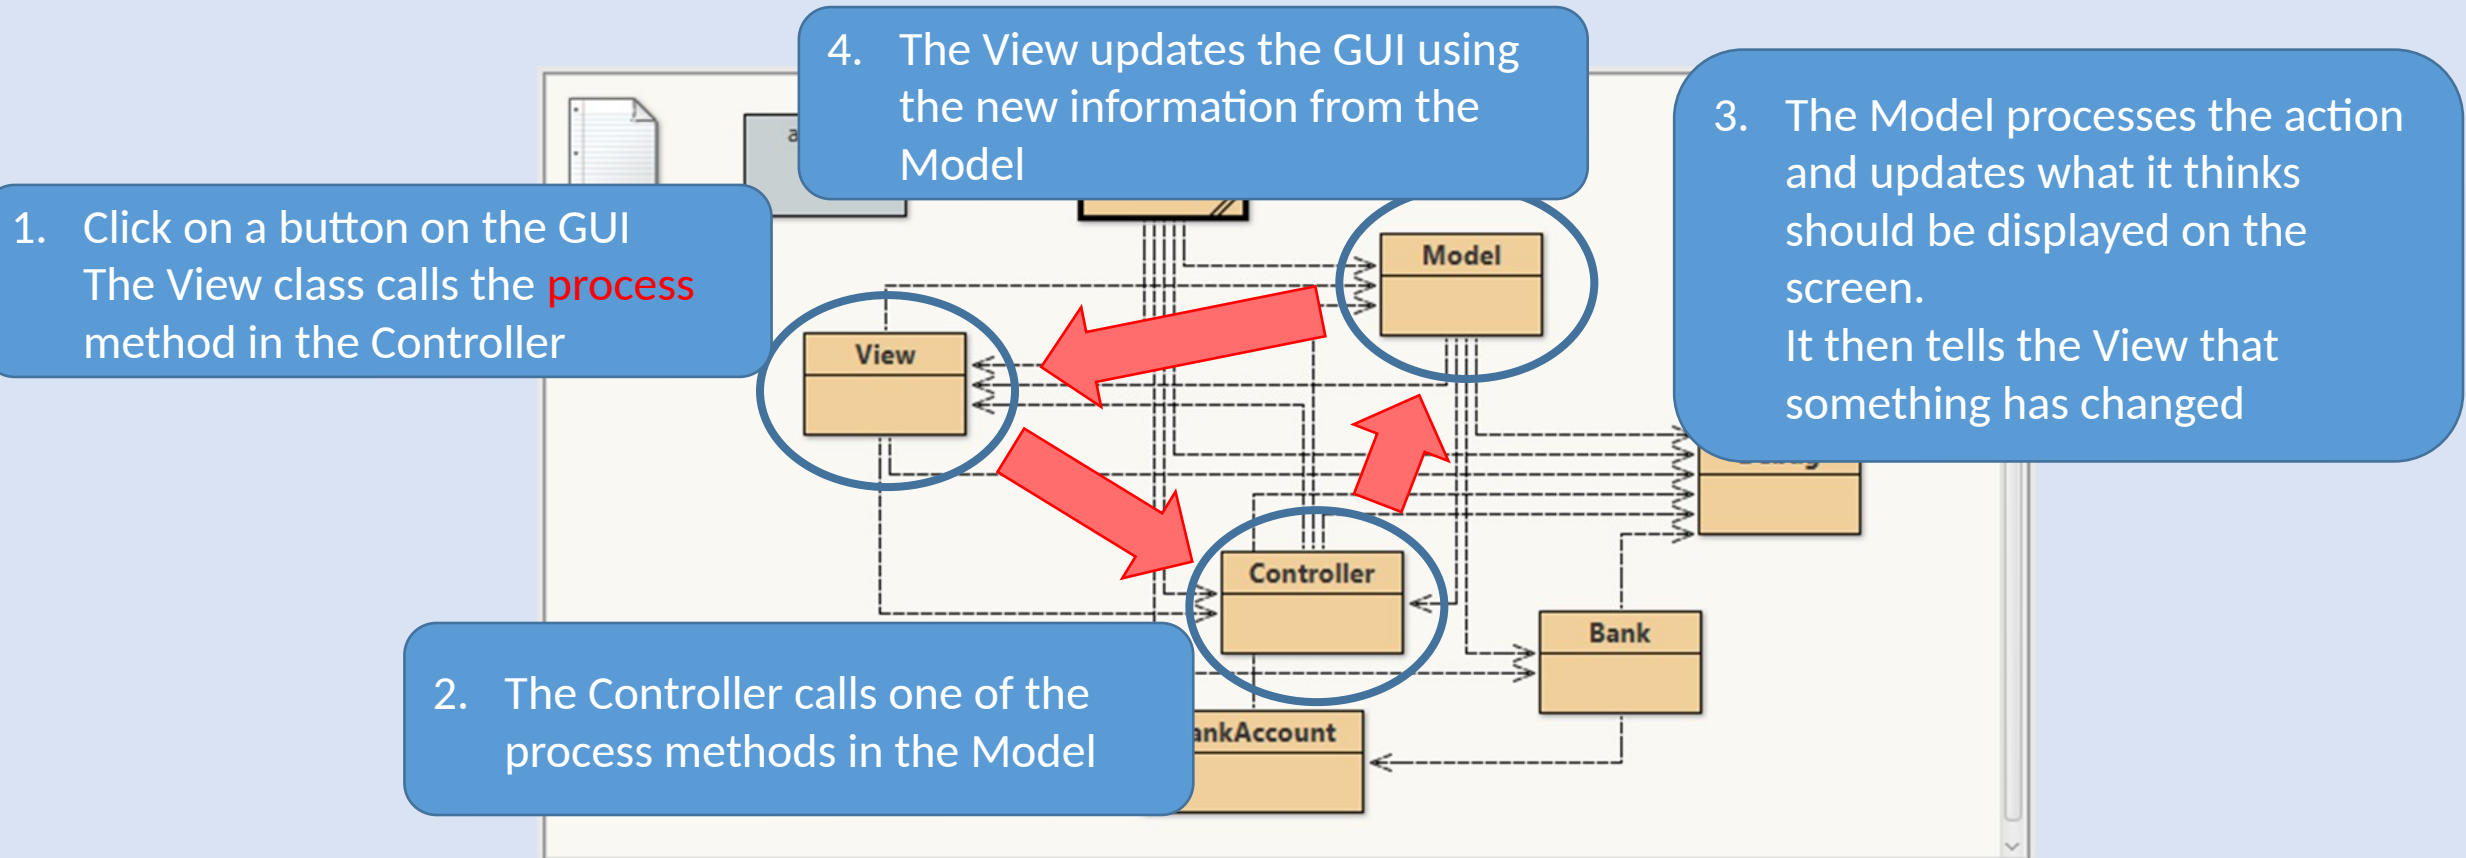 4. The View updates the GUI using
the new information from the
Model
3. The Model processes the action
and updates what it thinks
should be displayed on the
screen.
It then tells the View that
something has changed
1. Click on a button on the GUI
The View class calls the process
method in the Controller
Model
View
Controller
Bank
2. The Controller calls one of the
process methods in the Model
ankAccount